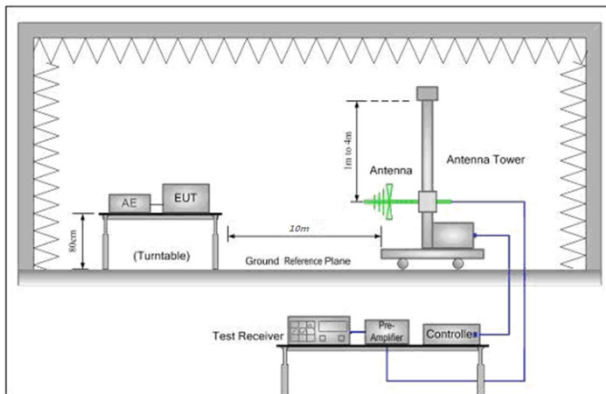 1m to 4m
Antenna
Antenna Tower
AE
EUT
80cm
(Turntable)
10m
Ground Reference Plane
Test Receiver
Pre-
Amplifier
Controller